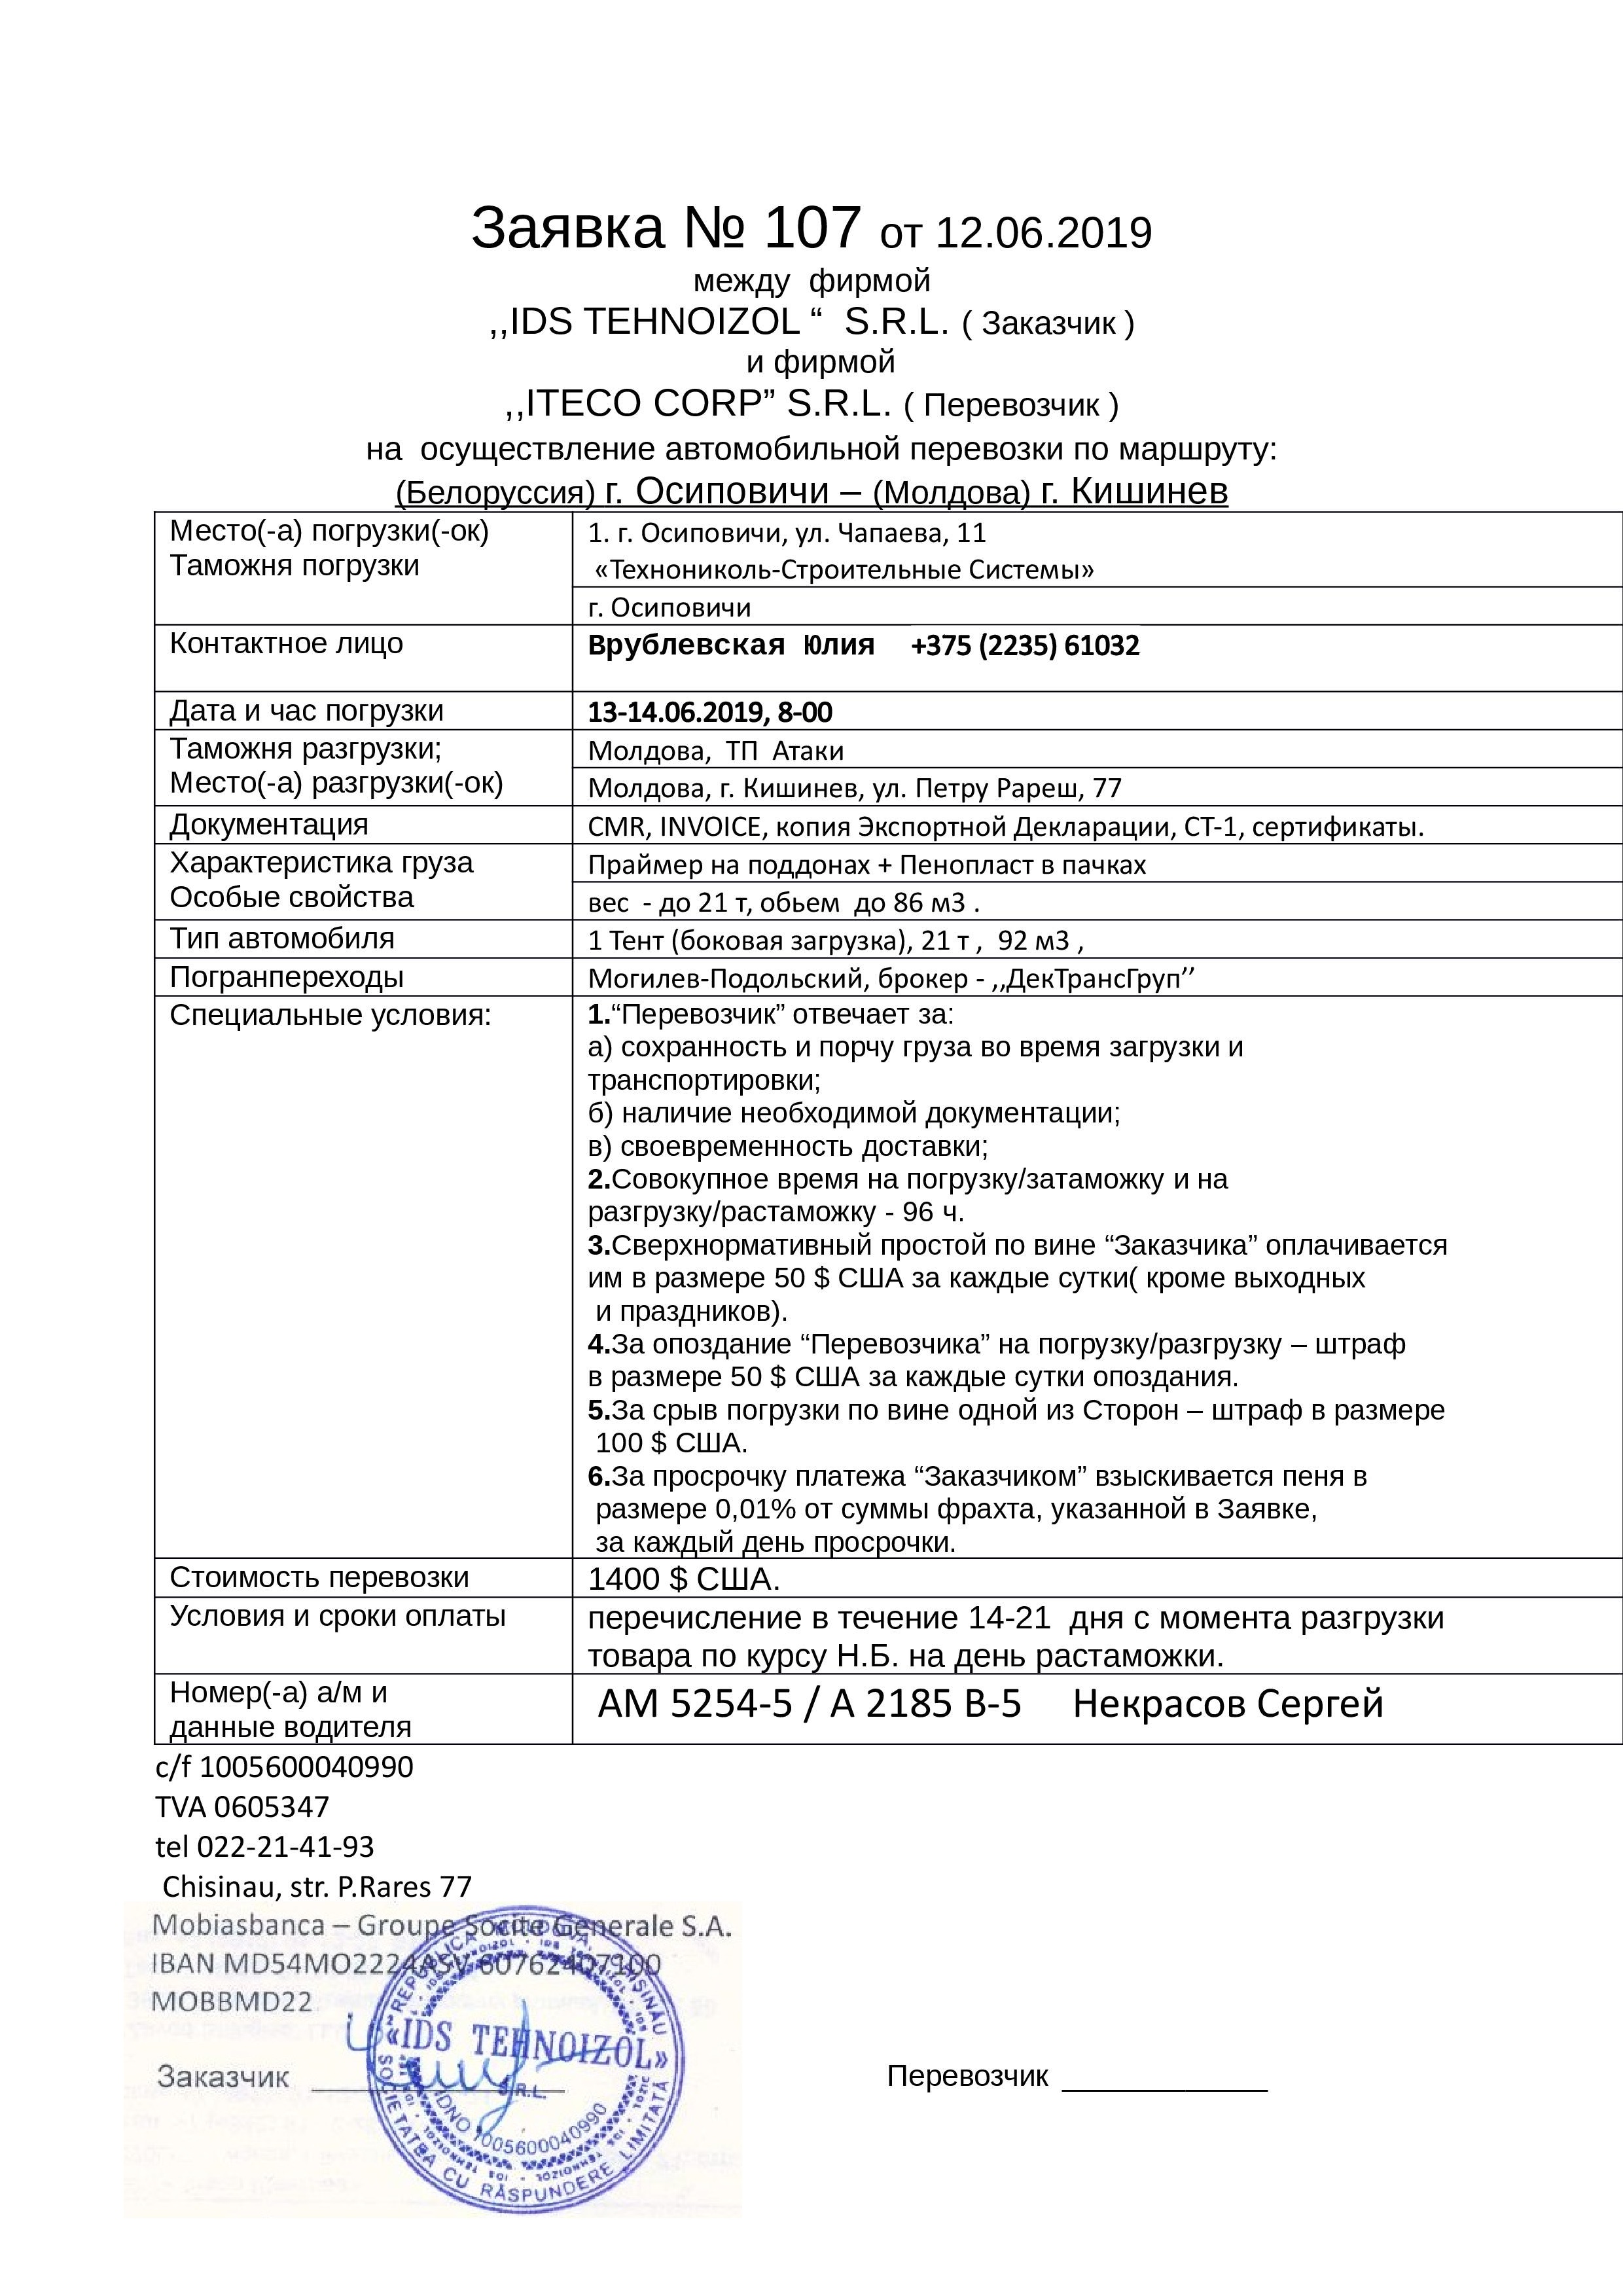 Заявка № 107 от 12.06.2019
между фирмой
,,IDS TEHNOIZOL “ S.R.L. ( Заказчик )
и фирмой
,,ITECO CORP” S.R.L. ( Перевозчик )
на осуществление автомобильной перевозки по маршруту:
(Белоруссия) г. Осиповичи – (Молдова) г. Кишинев
Место(-а) погрузки(-ок)
Таможня погрузки
1. г. Осиповичи, ул. Чапаева, 11
«Технониколь-Строительные Системы»
г. Осиповичи
Контактное лицо
Врублевская Юлия +375 (2235) 61032
Дата и час погрузки
13-14.06.2019, 8-00
Таможня разгрузки;
Место(-а) разгрузки(-ок)
Молдова, ТП Атаки
Молдова, г. Кишинев, ул. Петру Рареш, 77
Документация
CMR, INVOICE, копия Экспортной Декларации, СТ-1, сертификаты.
Характеристика груза
Особые свойства
Праймер на поддонах + Пенопласт в пачках
вес - до 21 т, обьем до 86 м3 .
Тип автомобиля
1 Тент (боковая загрузка), 21 т , 92 м3 ,
Погранпереходы
Могилев-Подольский, брокер - ,,ДекТрансГруп’’
Специальные условия:
1.“Перевозчик” отвечает за:
а) сохранность и порчу груза во время загрузки и
транспортировки;
б) наличие необходимой документации;
в) своевременность доставки;
2.Совокупное время на погрузку/затаможку и на
разгрузку/растаможку - 96 ч.
3.Сверхнормативный простой по вине “Заказчика” оплачивается
им в размере 50 $ США за каждые сутки( кроме выходных
и праздников).
4.За опоздание “Перевозчика” на погрузку/разгрузку – штраф
в размере 50 $ США за каждые сутки опоздания.
5.За срыв погрузки по вине одной из Сторон – штраф в размере
100 $ США.
6.За просрочку платежа “Заказчиком” взыскивается пеня в
размере 0,01% от суммы фрахта, указанной в Заявке,
за каждый день просрочки.
Стоимость перевозки
1400 $ США.
Условия и сроки оплаты
перечисление в течение 14-21 дня с момента разгрузки
товара по курсу Н.Б. на день растаможки.
Номер(-а) а/м и
данные водителя
АМ 5254-5 / А 2185 В-5 Некрасов Сергей
c/f 1005600040990
TVA 0605347
tel 022-21-41-93
Chisinau, str. P.Rares 77
Mobiasbanca – Groupe Socite Generale S.A.
IBAN MD54MO2224ASV 60762407100
MOBBMD22
REPUBLICA MOLDOVA, CHIŞINĂU
«IDS TEHNOIZOL»
S.R.L.
IDNO 1005600040990
SOCIETATEA CU RĂSPUNDERE LIMITATĂ
Заказчик
Перевозчик